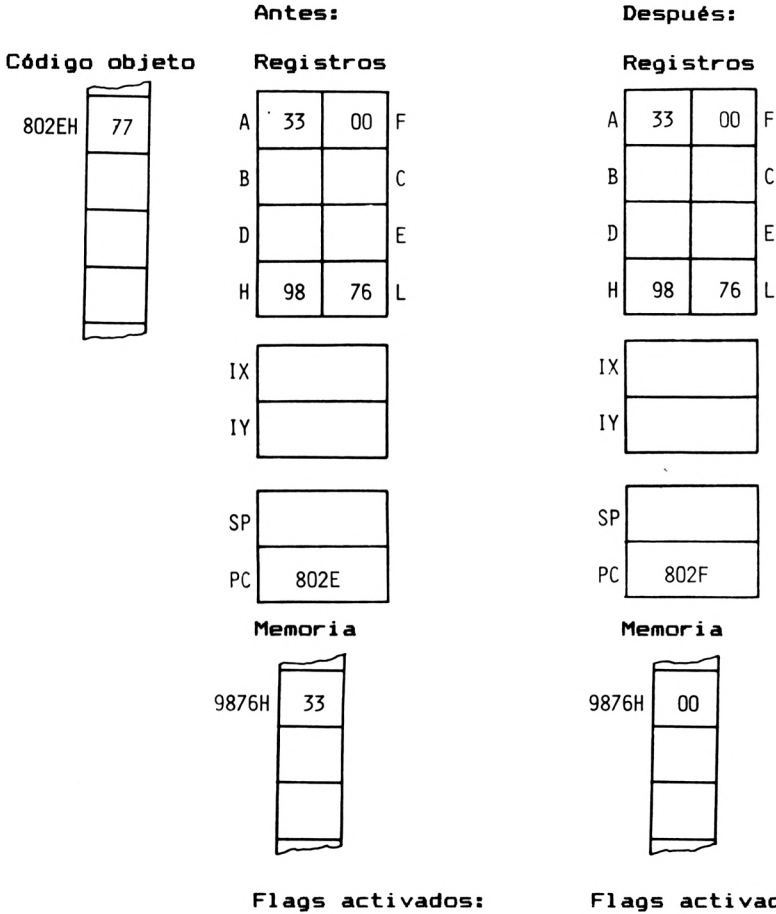 Antes: Después:
Código objeto Registros Registros
802EH 77 A 33 00 F A 33 00 F
B C B C
D E D E
H 98 76 L H 98 76 L
IX IX
IY IY
SP SP
PC 802E PC 802F
Memoria Memoria
9876H 33 9876H 00
Flags activados: Flags